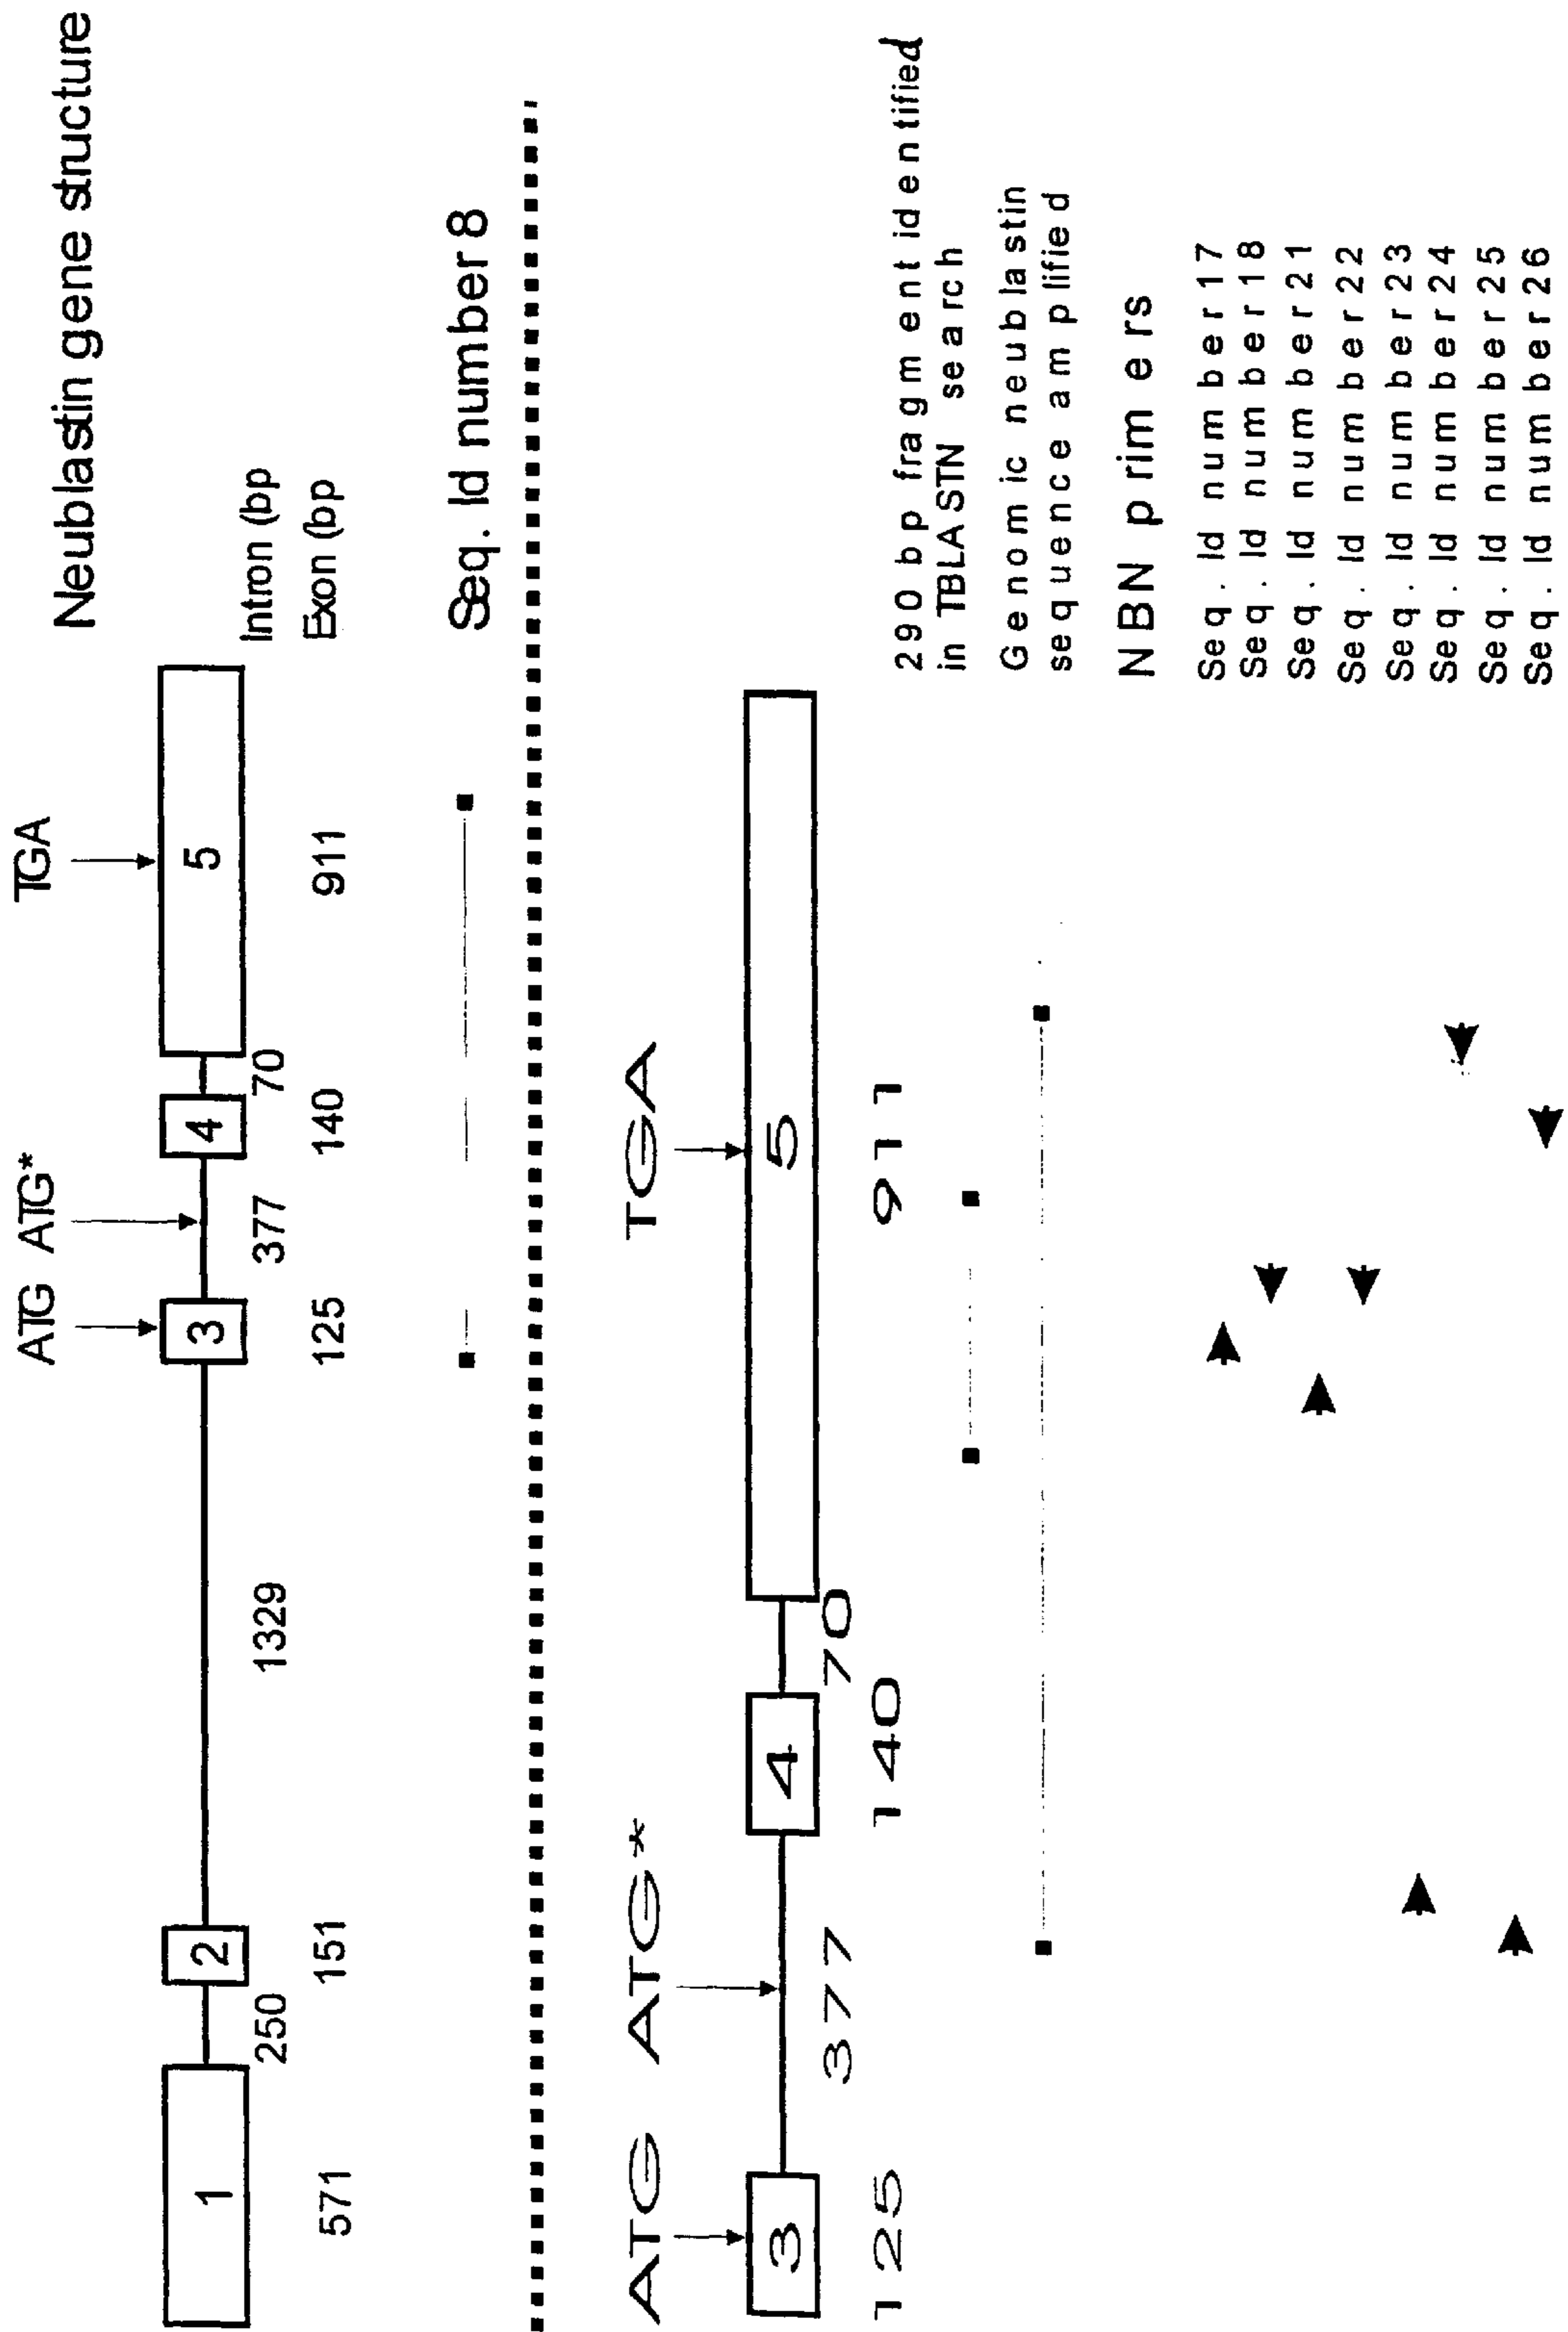 Neublastin gene structure
ATG ATG* TGA
1 2 3 4 5
250 1329 377 70 Intron (bp
571 151 125 140 911 Exon (bp
Seq. Id number 8
ATG ATG* TGA
3 4 5
377 70
125 140 911
290 bp fragment identified
in TBLASTN search
Genomic neublastin
sequence amplified
NBN primers
Seq. Id number 17
Seq. Id number 18
Seq. Id number 21
Seq. Id number 22
Seq. Id number 23
Seq. Id number 24
Seq. Id number 25
Seq. Id number 26